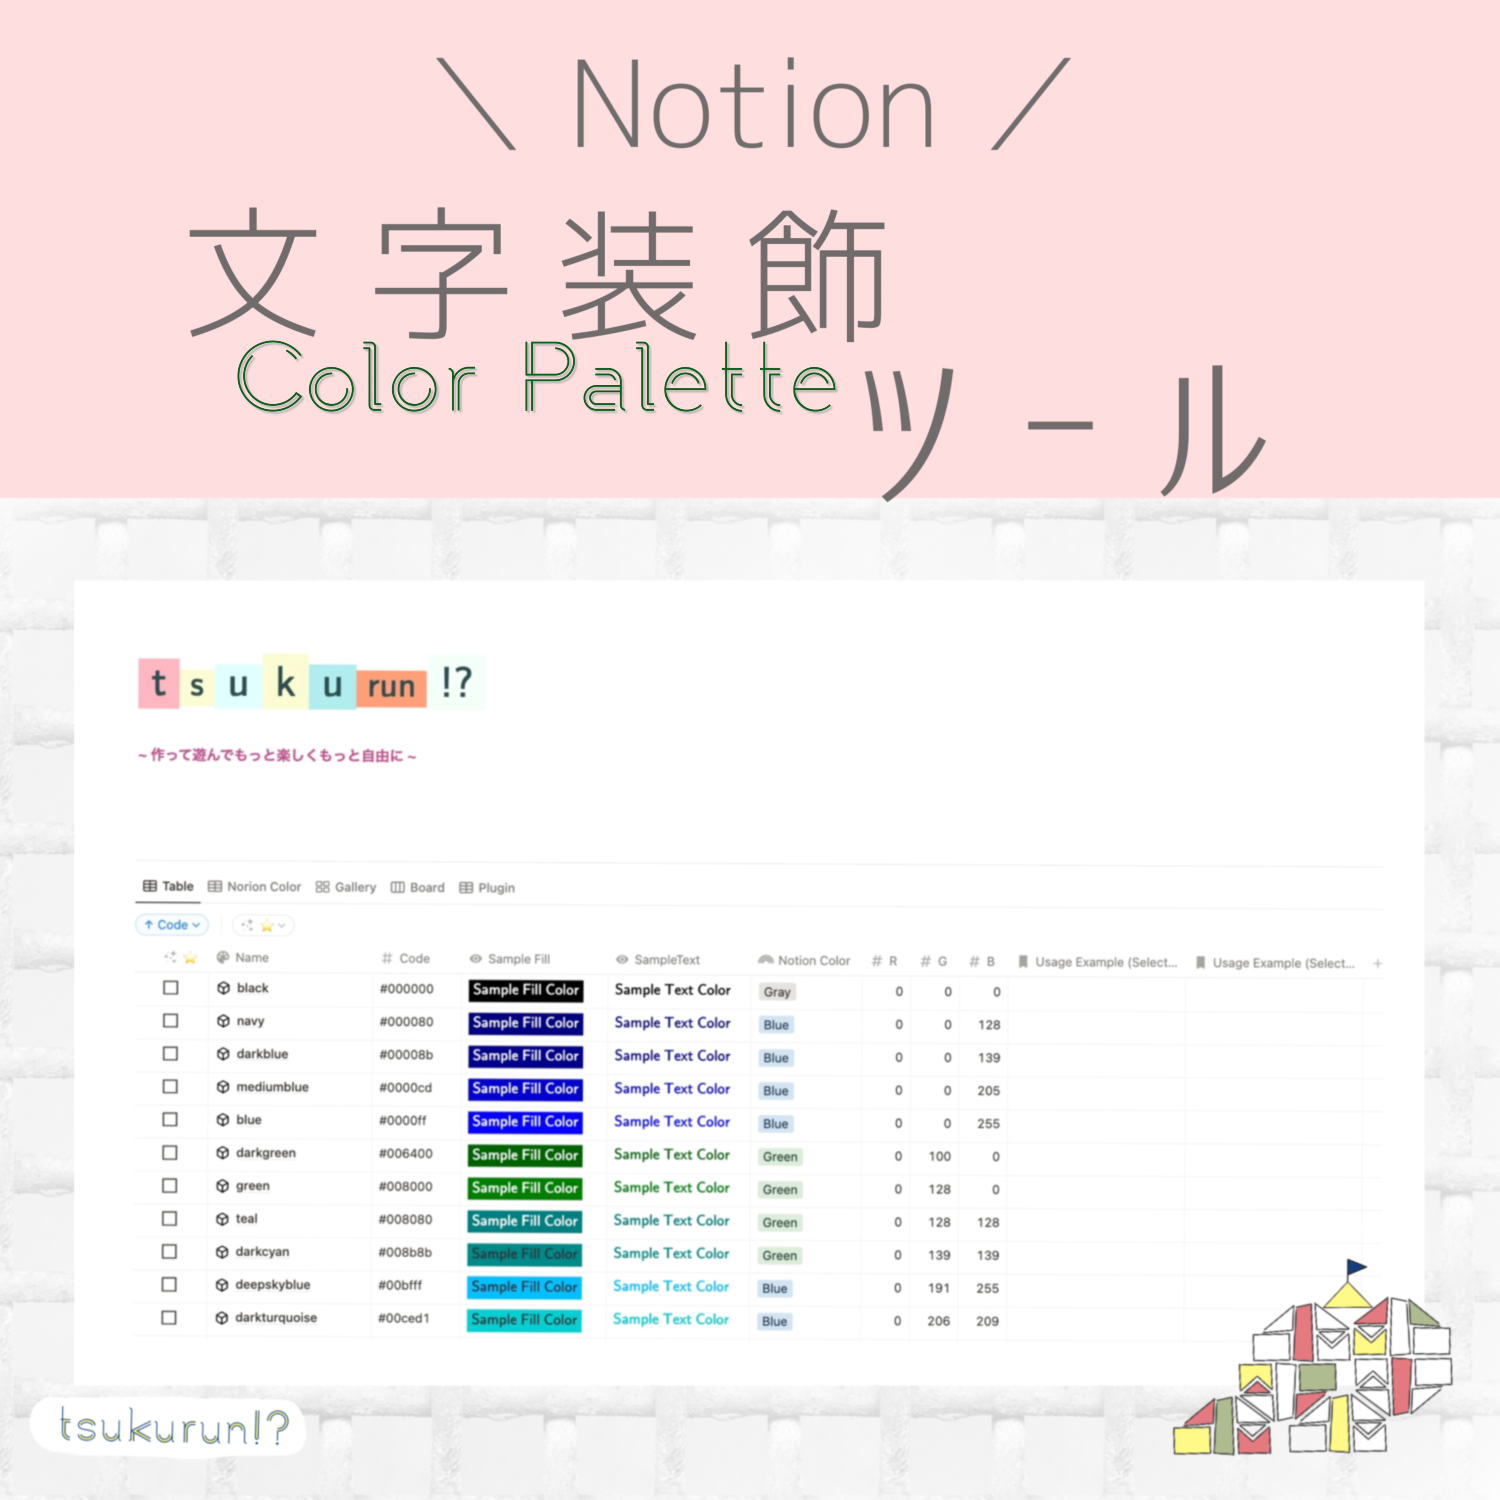 ＼ Notion ／
文字装飾
Color Palette
ツール
tsukurun!?
~ 作って遊んでもっと楽しくもっと自由に ~
Table Norion Color Gallery Board Plugin
↑ Code
Name # Code Sample Fill SampleText Notion Color # R # G # B Usage Example (Select... Usage Example (Select... +
black #000000 Sample Fill Color Sample Text Color Gray 0 0 0
navy #000080 Sample Fill Color Sample Text Color Blue 0 0 128
darkblue #00008b Sample Fill Color Sample Text Color Blue 0 0 139
mediumblue #0000cd Sample Fill Color Sample Text Color Blue 0 0 205
blue #0000ff Sample Fill Color Sample Text Color Blue 0 0 255
darkgreen #006400 Sample Fill Color Sample Text Color Green 0 100 0
green #008000 Sample Fill Color Sample Text Color Green 0 128 0
teal #008080 Sample Fill Color Sample Text Color Green 0 128 128
darkcyan #008b8b Sample Fill Color Sample Text Color Green 0 139 139
deepskyblue #00bfff Sample Fill Color Sample Text Color Blue 0 191 255
darkturquoise #00ced1 Sample Fill Color Sample Text Color Blue 0 206 209
tsukurun!?